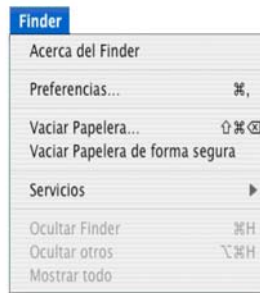 Finder
Acerca del Finder
Preferencias... ⌘,
Vaciar Papelera... ⇧⌘⌫
Vaciar Papelera de forma segura
Servicios ▶
Ocultar Finder ⌘H
Ocultar otros ⌥⌘H
Mostrar todo